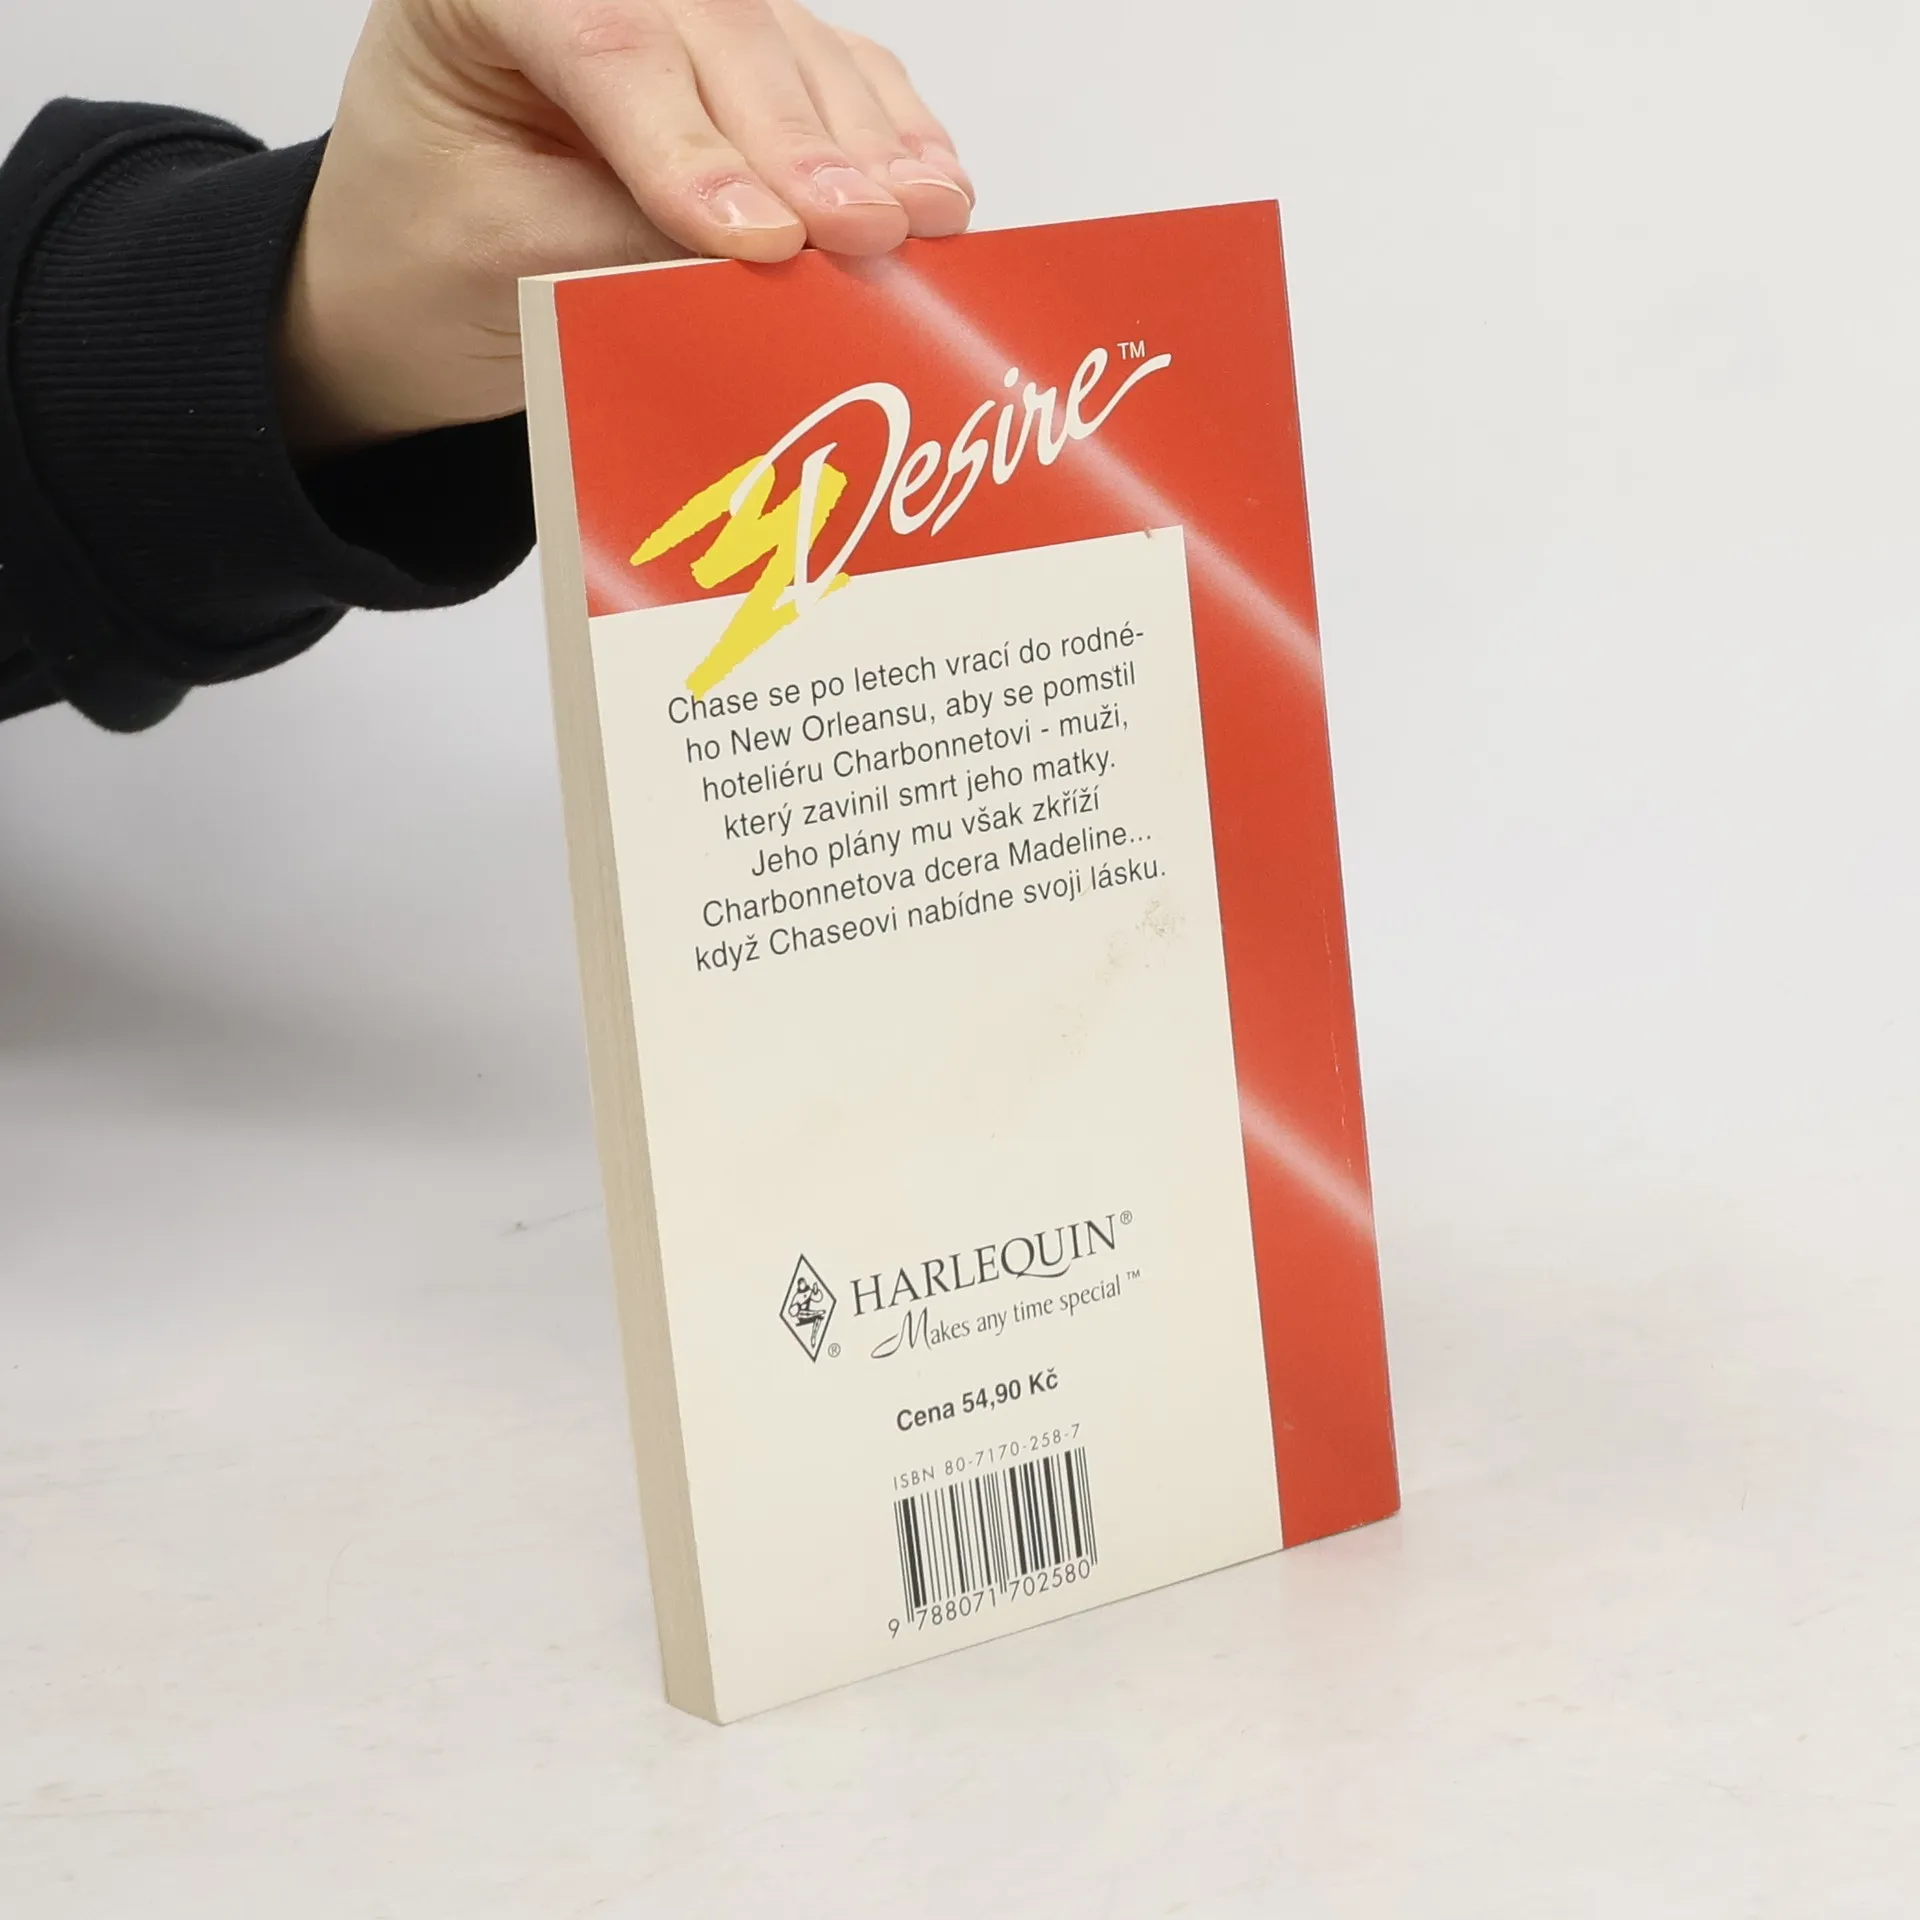 Desire™
Chase se po letech vrací do rodné-
ho New Orleansu, aby se pomstil
hoteliéru Charbonnetovi - muži,
který zavinil smrt jeho matky.
Jeho plány mu však zkříží
Charbonnetova dcera Madeline...
když Chaseovi nabídne svoji lásku.
HARLEQUIN®
Makes any time special™
®
Cena 54,90 Kč
ISBN 80-7170-258-7
9 788071 702580